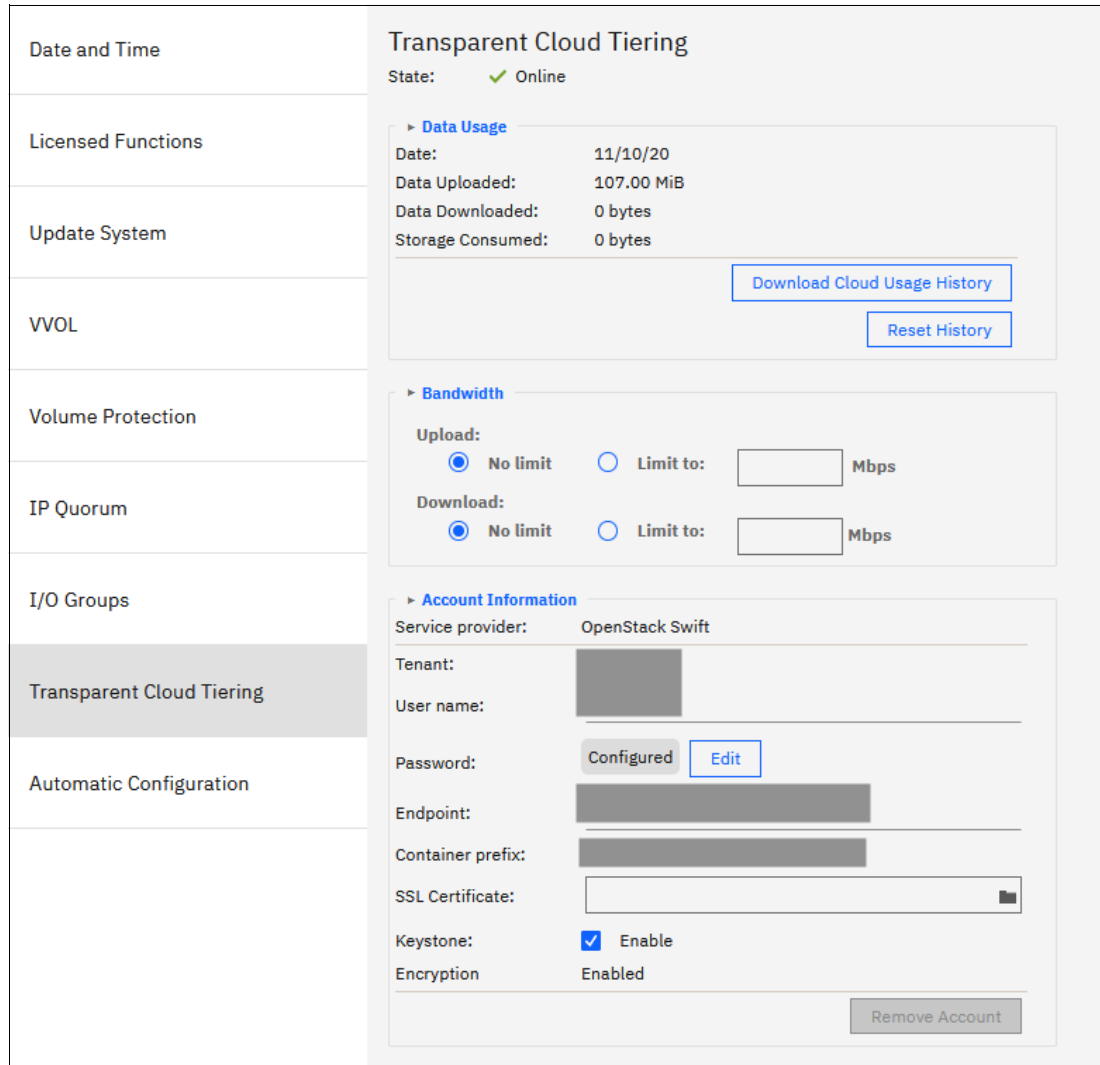 Date and Time
Licensed Functions
Update System
VVOL
Volume Protection
IP Quorum
I/O Groups
Transparent Cloud Tiering
Automatic Configuration
Transparent Cloud Tiering
State: Online
Data Usage
Date: 11/10/20
Data Uploaded: 107.00 MiB
Data Downloaded: 0 bytes
Storage Consumed: 0 bytes
Download Cloud Usage History
Reset History
Bandwidth
Upload:
No limit Limit to: Mbps
Download:
No limit Limit to: Mbps
Account Information
Service provider: OpenStack Swift
Tenant:
User name:
Password: Configured Edit
Endpoint:
Container prefix:
SSL Certificate:
Keystone: Enable
Encryption Enabled
Remove Account